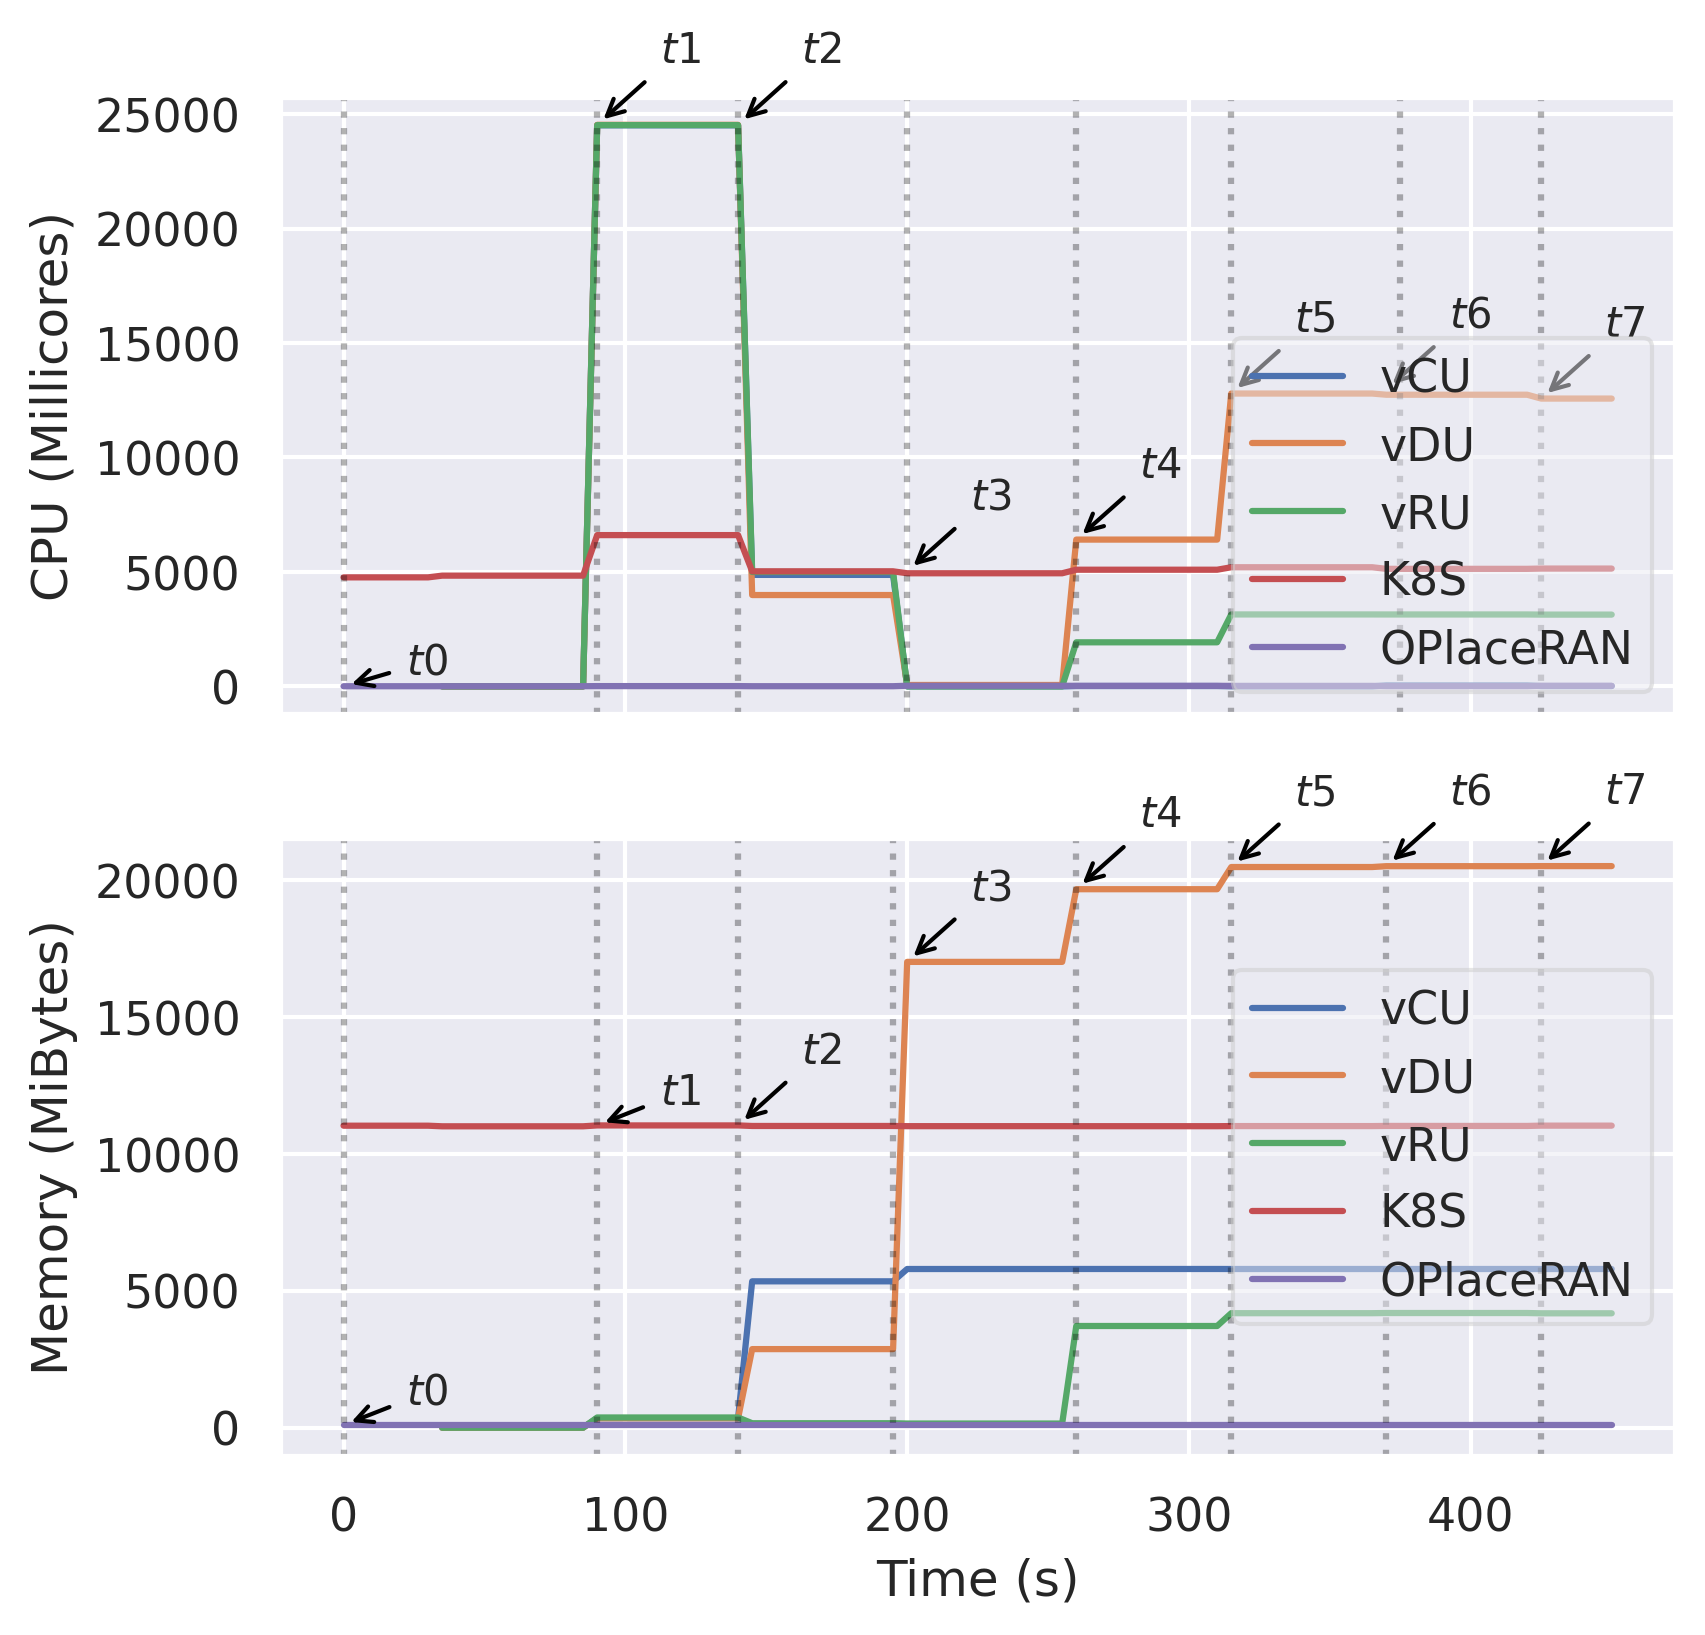 t1 t2
25000
20000
15000
10000
5000
0
CPU (Millicores)
t0
t3
t4
t5
t6
t7
vCU
vDU
vRU
K8S
OPlaceRAN
20000
15000
10000
5000
0
Memory (MiBytes)
t0
t1
t2
t3
t4
t5
t6
t7
vCU
vDU
vRU
K8S
OPlaceRAN
0 100 200 300 400
Time (s)